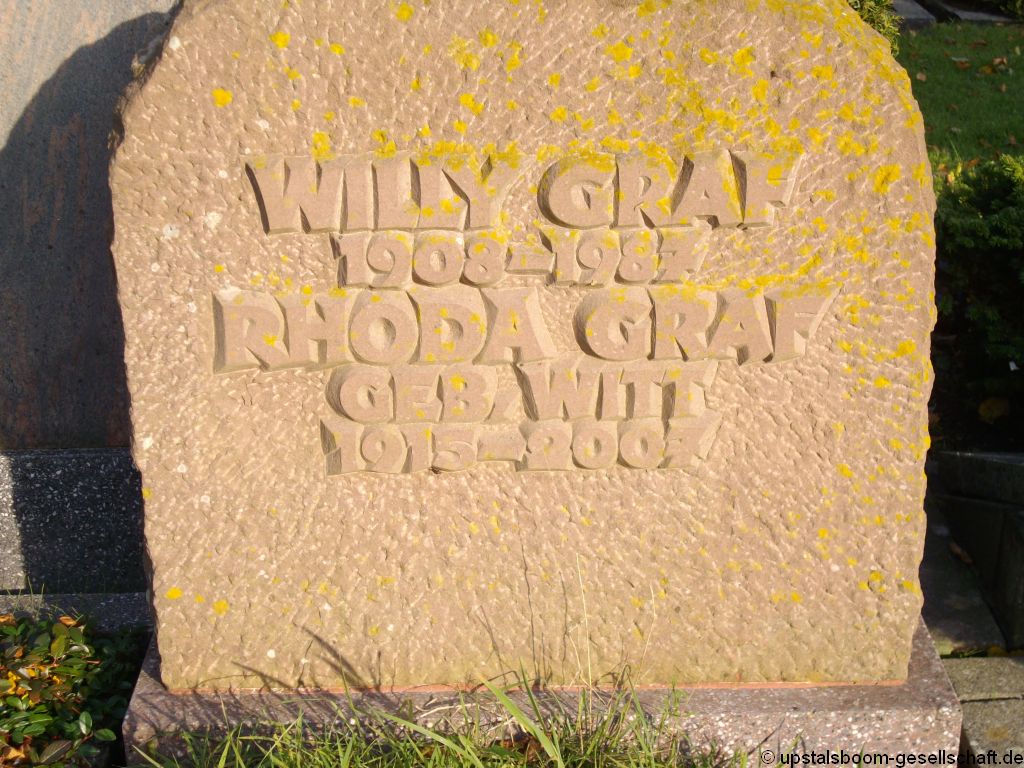 WILLY GRAF
1908-1987
RHODA GRAF
GEB. WITT
1915-2007
© upstalsboom-gesellschaft.de